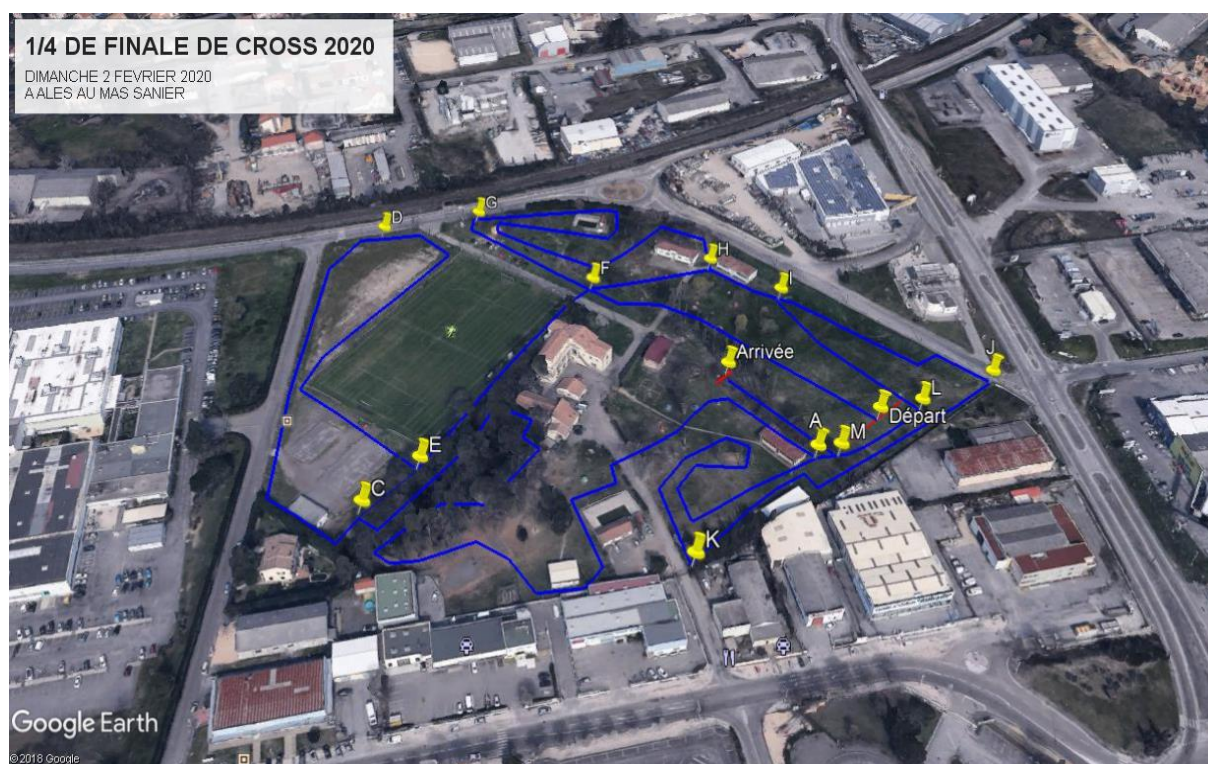 1/4 DE FINALE DE CROSS 2020
DIMANCHE 2 FEVRIER 2020
A ALES AU MAS SANIER
D
G
F
H
I
J
Arrivée
L
Départ
A
M
E
C
K
Google Earth
©2018 Google